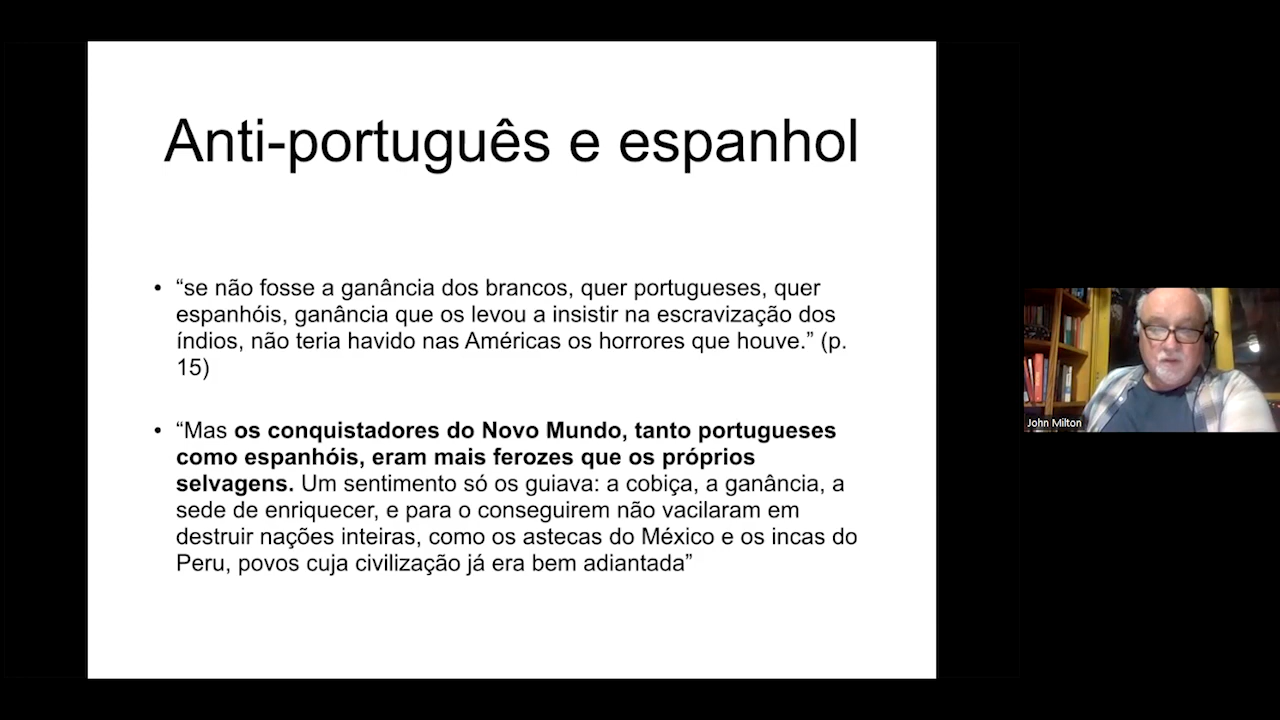 Anti-português e espanhol
• “se não fosse a ganância dos brancos, quer portugueses, quer
espanhóis, ganância que os levou a insistir na escravização dos
índios, não teria havido nas Américas os horrores que houve.” (p.
15)
• “Mas os conquistadores do Novo Mundo, tanto portugueses
como espanhóis, eram mais ferozes que os próprios
selvagens. Um sentimento só os guiava: a cobiça, a ganância, a
sede de enriquecer, e para o conseguirem não vacilaram em
destruir nações inteiras, como os astecas do México e os incas do
Peru, povos cuja civilização já era bem adiantada”
John Milton